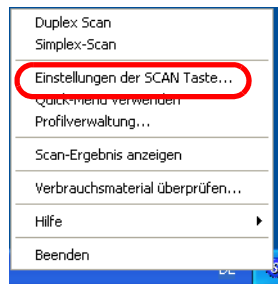 Duplex Scan
Simplex-Scan
Einstellungen der SCAN Taste...
Quick-Menü verwenden
Profilverwaltung...
Scan-Ergebnis anzeigen
Verbrauchsmaterial überprüfen...
Hilfe
Beenden
DE